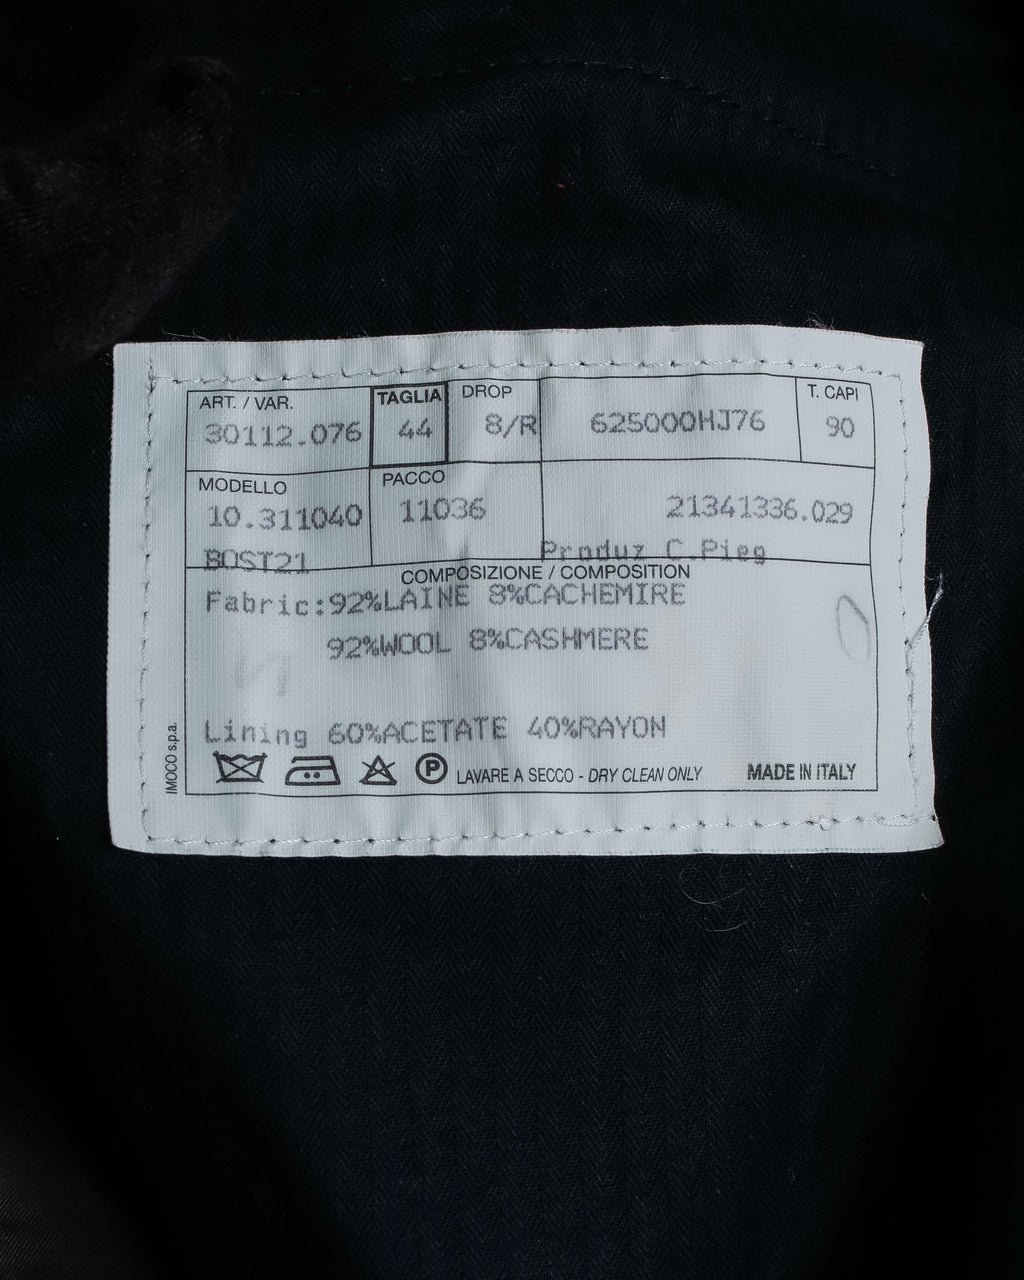 ART. / VAR. TAGLIA DROP T. CAPI
30112.076 44 8/R 625000HJ76 90
MODELLO PACCO
10.311040 11036 21341336.029
BOST21 Produz C.Pieg
COMPOSIZIONE / COMPOSITION
Fabric:92%LAINE 8%CACHEMIRE
92%WOOL 8%CASHMERE
Lining 60%ACETATE 40%RAYON
P LAVARE A SECCO - DRY CLEAN ONLY MADE IN ITALY
IMOCO s.p.a.